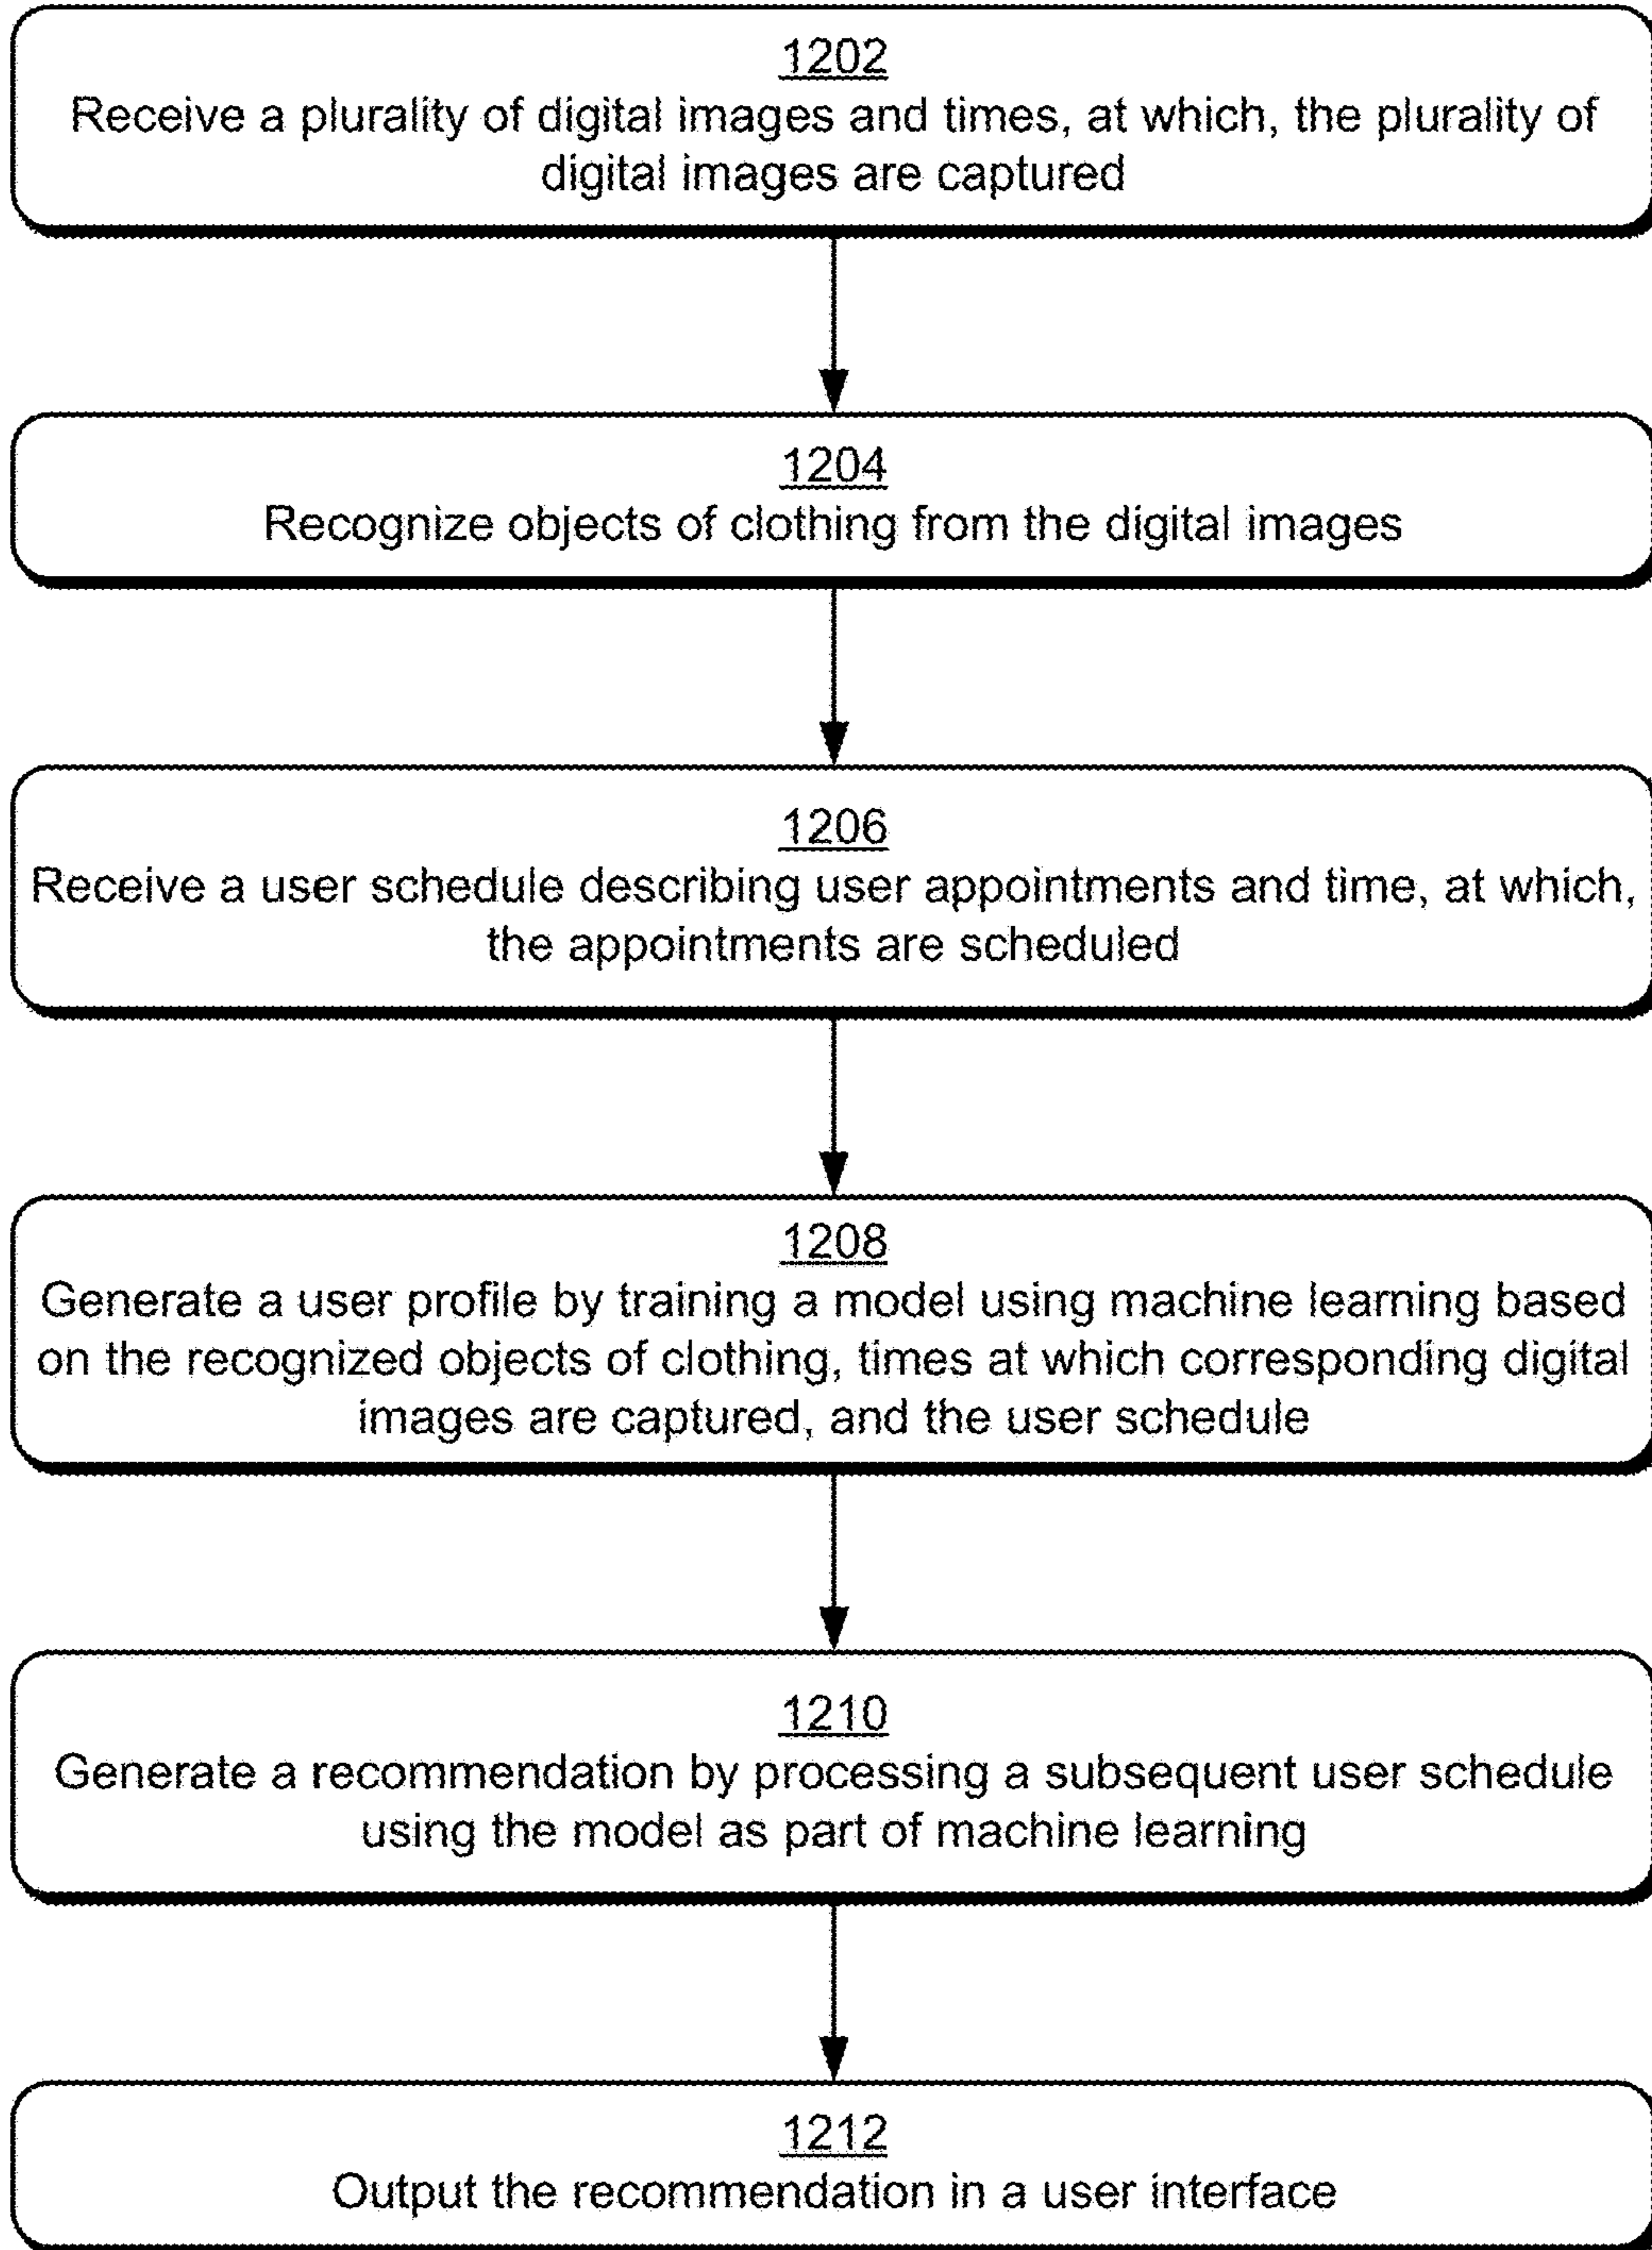 1202
Receive a plurality of digital images and times, at which, the plurality of
digital images are captured
1204
Recognize objects of clothing from the digital images
1206
Receive a user schedule describing user appointments and time, at which,
the appointments are scheduled
1208
Generate a user profile by training a model using machine learning based
on the recognized objects of clothing, times at which corresponding digital
images are captured, and the user schedule
1210
Generate a recommendation by processing a subsequent user schedule
using the model as part of machine learning
1212
Output the recommendation in a user interface